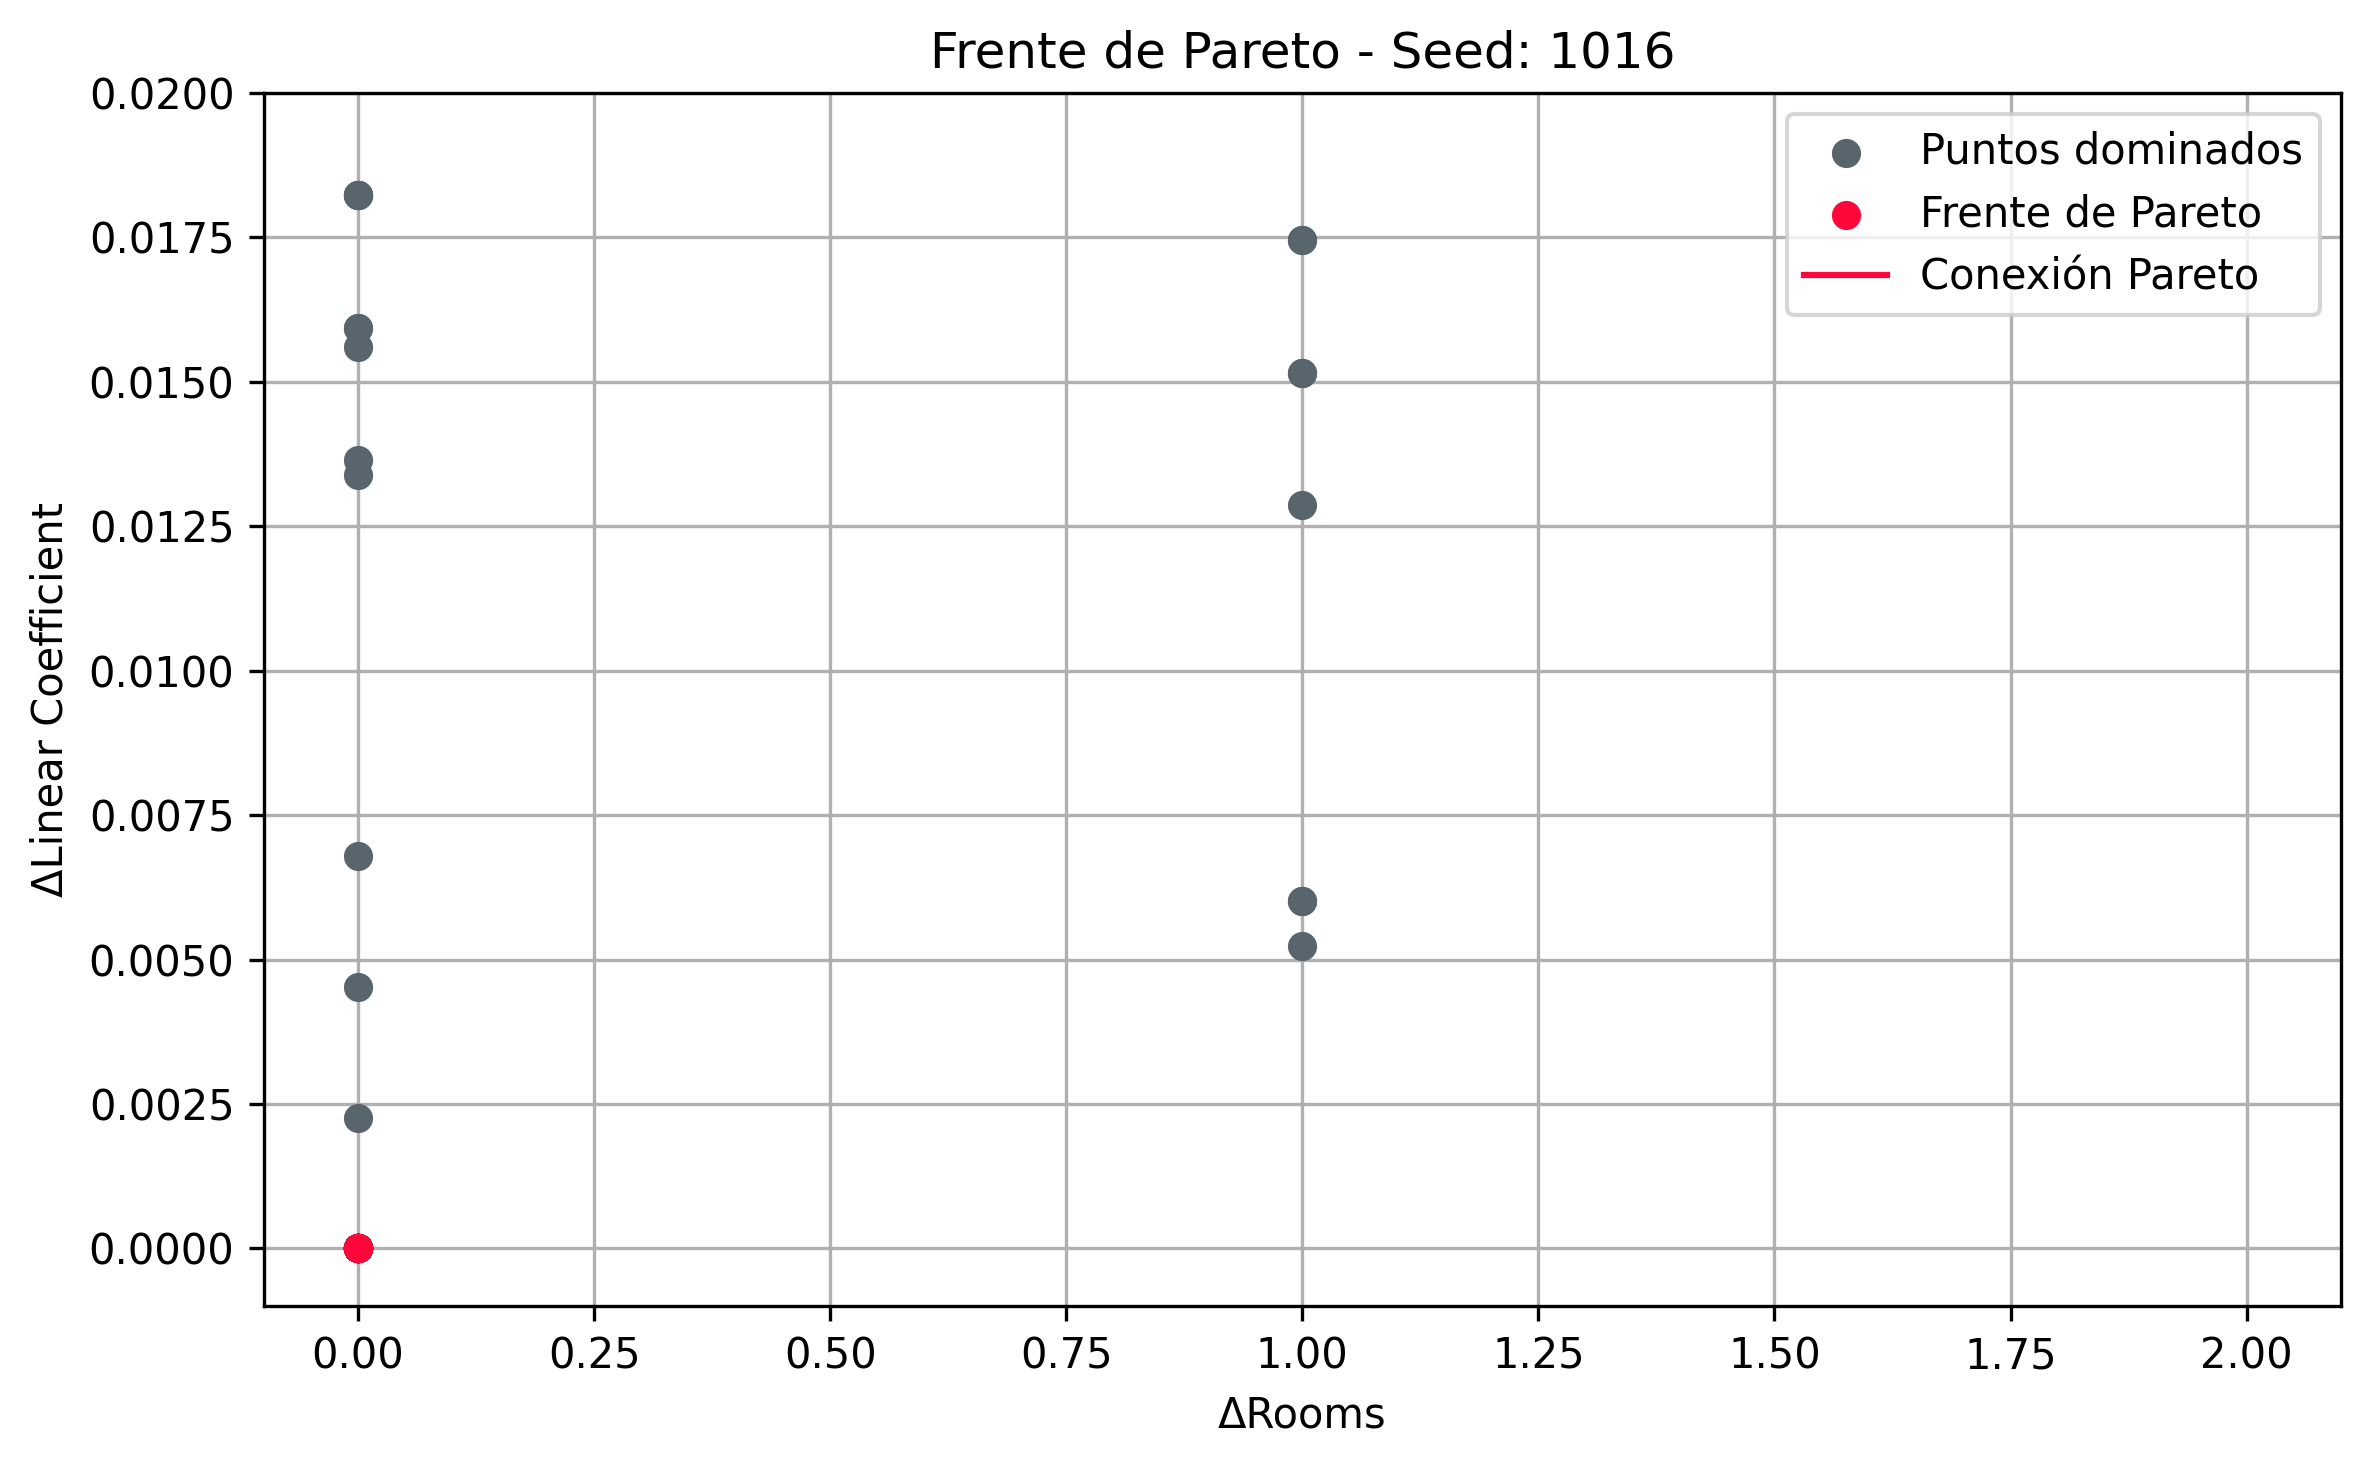 Frente de Pareto - Seed: 1016
Puntos dominados
Frente de Pareto
Conexión Pareto
ΔLinear Coefficient
0.0200
0.0175
0.0150
0.0125
0.0100
0.0075
0.0050
0.0025
0.0000
0.00 0.25 0.50 0.75 1.00 1.25 1.50 1.75 2.00
ΔRooms